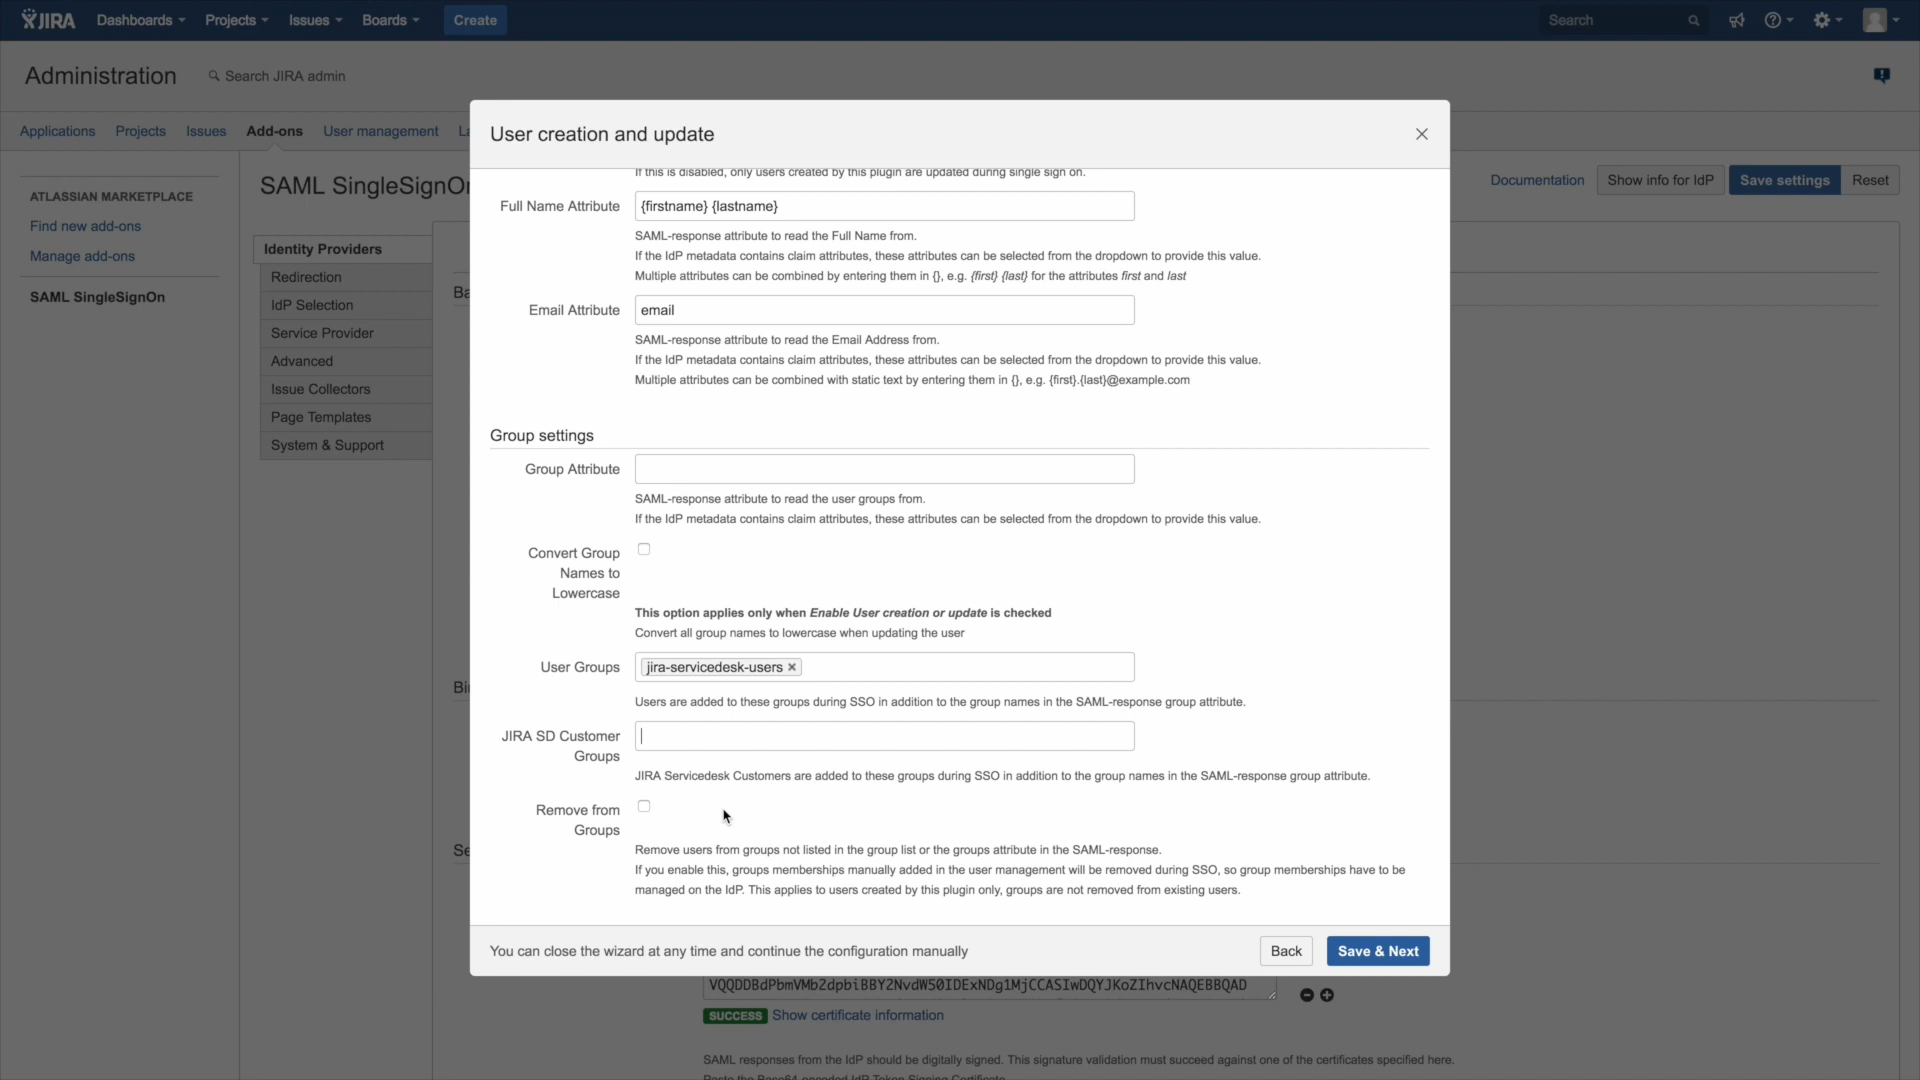 JIRA Dashboards Projects Issues Boards Create Search
Administration Search JIRA admin
Applications Projects Issues Add-ons User management
ATLASSIAN MARKETPLACE
Find new add-ons
Manage add-ons
SAML SingleSignOn
SAML SingleSignOn
Documentation Show info for IdP Save settings Reset
Identity Providers
Redirection
IdP Selection
Service Provider
Advanced
Issue Collectors
Page Templates
System & Support
User creation and update
If this is disabled, only users created by this plugin are updated during single sign on.
Full Name Attribute {firstname} {lastname}
SAML-response attribute to read the Full Name from.
If the IdP metadata contains claim attributes, these attributes can be selected from the dropdown to provide this value.
Multiple attributes can be combined by entering them in {}, e.g. {first} {last} for the attributes first and last
Email Attribute email
SAML-response attribute to read the Email Address from.
If the IdP metadata contains claim attributes, these attributes can be selected from the dropdown to provide this value.
Multiple attributes can be combined with static text by entering them in {}, e.g. {first}.{last}@example.com
Group settings
Group Attribute
SAML-response attribute to read the user groups from.
If the IdP metadata contains claim attributes, these attributes can be selected from the dropdown to provide this value.
Convert Group
Names to
Lowercase
This option applies only when Enable User creation or update is checked
Convert all group names to lowercase when updating the user
User Groups jira-servicedesk-users
Users are added to these groups during SSO in addition to the group names in the SAML-response group attribute.
JIRA SD Customer
Groups
JIRA Servicedesk Customers are added to these groups during SSO in addition to the group names in the SAML-response group attribute.
Remove from
Groups
Remove users from groups not listed in the group list or the groups attribute in the SAML-response.
If you enable this, groups memberships manually added in the user management will be removed during SSO, so group memberships have to be
managed on the IdP. This applies to users created by this plugin only, groups are not removed from existing users.
You can close the wizard at any time and continue the configuration manually Back Save & Next
VQQDDBdPbmVMb2dpbiBBY2NvdW50IDExNDg1MjCCASIwDQYJKoZIhvcNAQEBBQAD
SUCCESS Show certificate information
SAML responses from the IdP should be digitally signed. This signature validation must succeed against one of the certificates specified here.
Paste the Base64-encoded IdP Token Signing Certificate